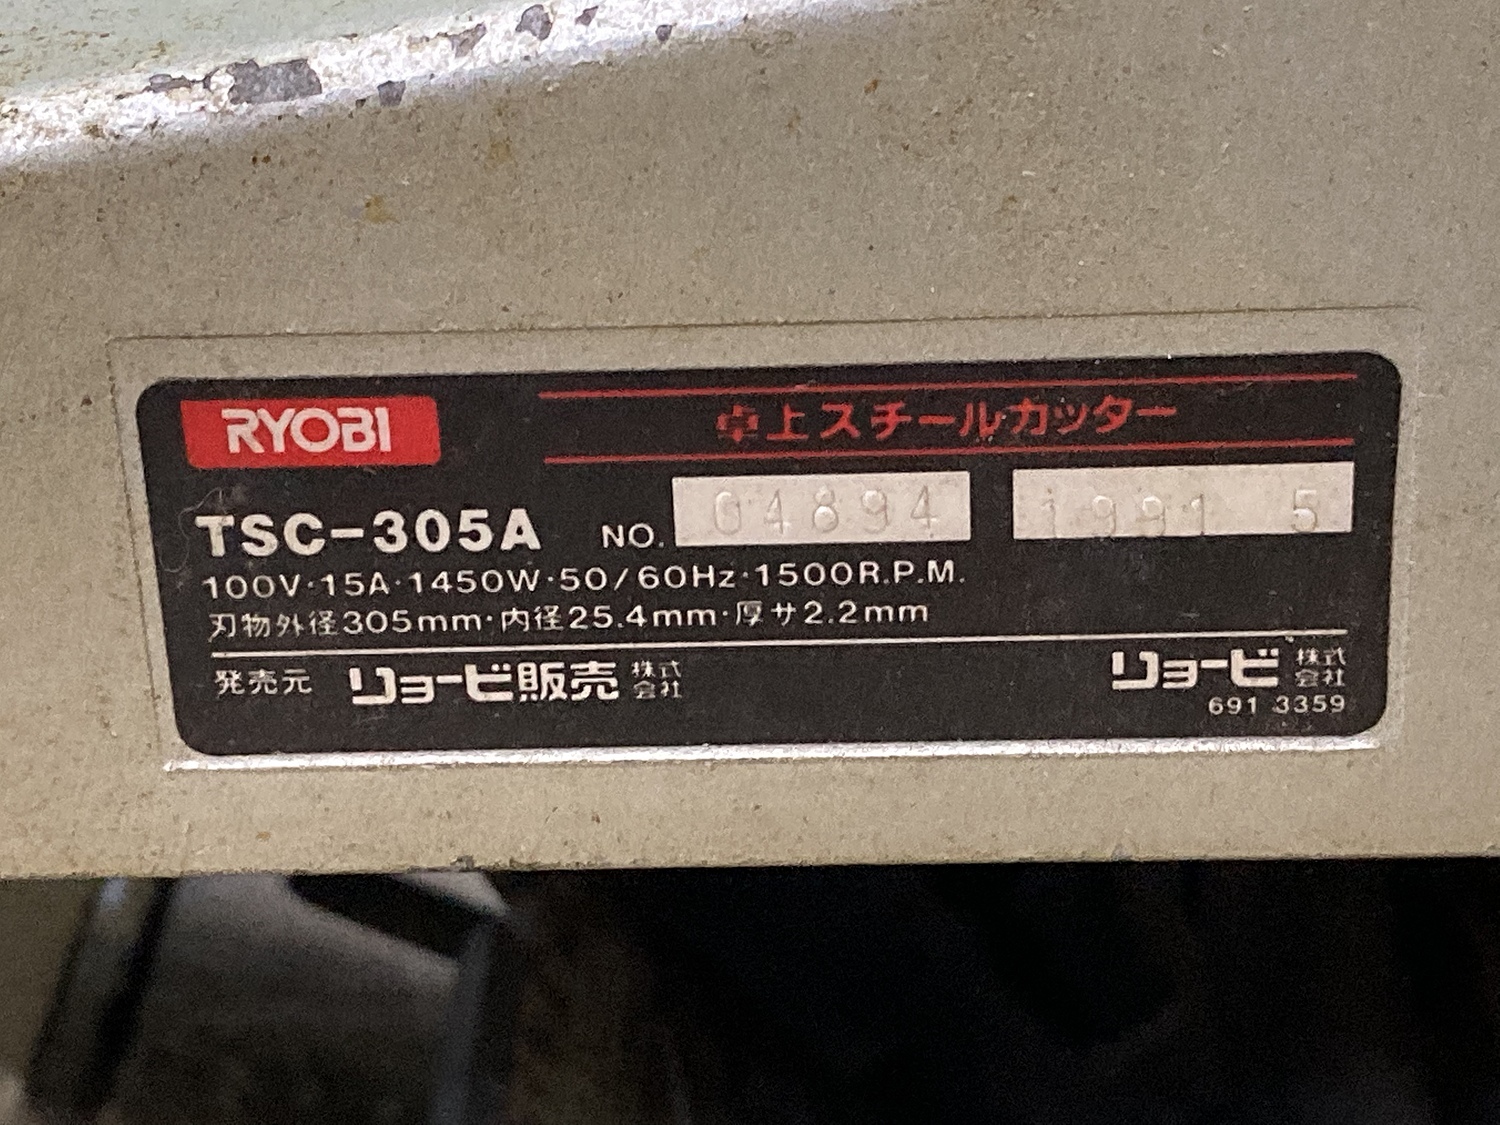 RYOBI
卓上スチールカッター
TSC-305A NO. 04894 1991 5
100V·15A·1450W·50/60Hz·1500R.P.M.
刃物外径305mm·内径25.4mm·厚サ2.2mm
発売元 リョービ販売株式会社 リョービ株式会社
691 3359